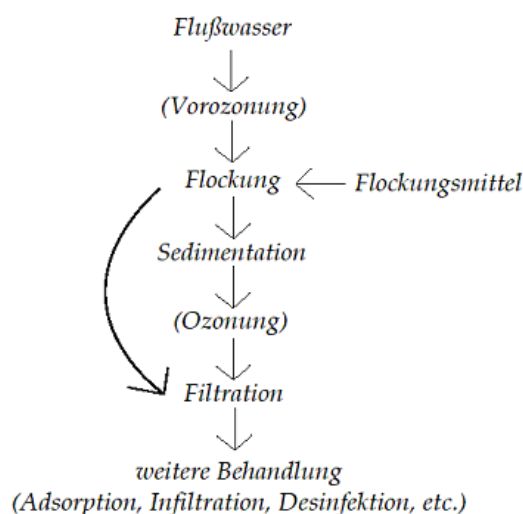 Flußwasser
(Vorozonung)
Flockung
Flockungsmittel
Sedimentation
(Ozonung)
Filtration
weitere Behandlung
(Adsorption, Infiltration, Desinfektion, etc.)